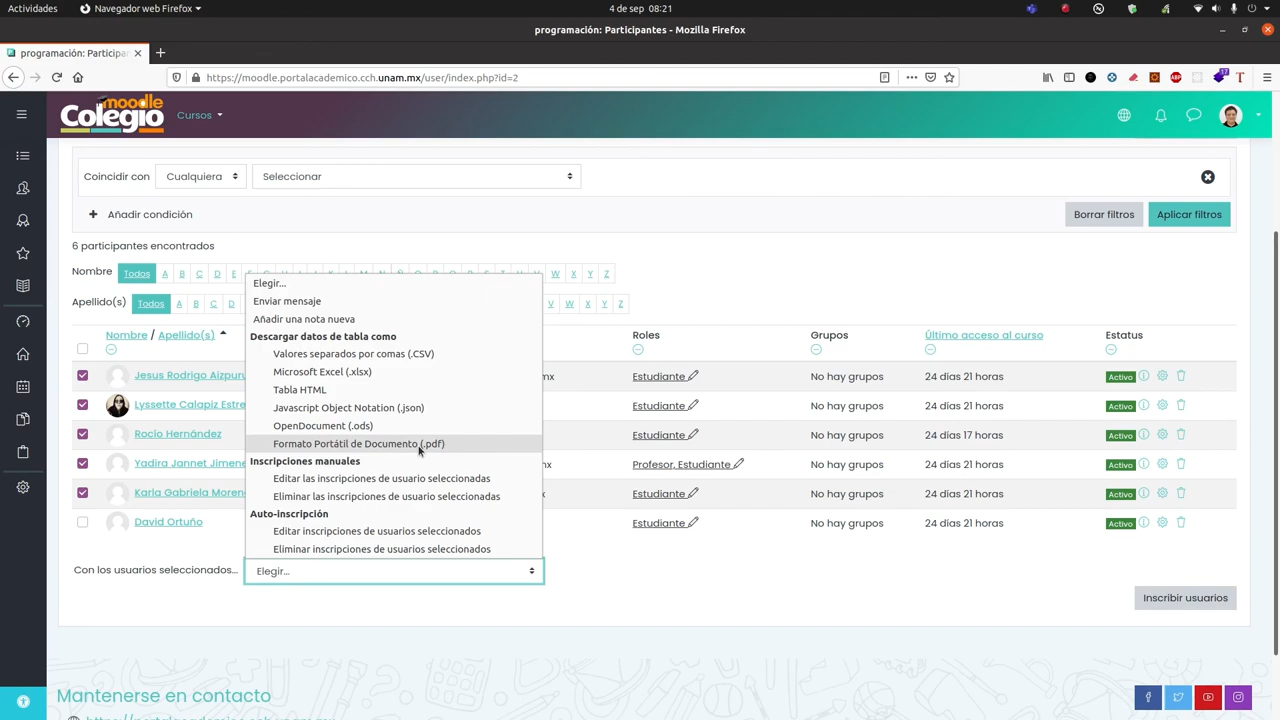 Actividades Navegador web Firefox 4 de sep 08:21
programación: Participantes - Mozilla Firefox
programación: Participa
https://moodle.portalacademico.cch.unam.mx/user/index.php?id=2
17 ABP T
moodle
Colegio
Cursos
Coincidir con Cualquiera Seleccionar
Añadir condición Borrar filtros Aplicar filtros
6 participantes encontrados
Nombre Todos A B C D E W X Y Z
Apellido(s) Todos A B C D V W X Y Z
Elegir...
Enviar mensaje
Añadir una nota nueva
Descargar datos de tabla como
Valores separados por comas (.CSV)
Microsoft Excel (.xlsx)
Tabla HTML
Javascript Object Notation (.json)
OpenDocument (.ods)
Formato Portátil de Documento (.pdf)
Inscripciones manuales
Editar las inscripciones de usuario seleccionadas
Eliminar las inscripciones de usuario seleccionadas
Auto-inscripción
Editar inscripciones de usuarios seleccionados
Eliminar inscripciones de usuarios seleccionados
Nombre / Apellido(s) Roles Grupos Último acceso al curso Estatus
Jesus Rodrigo Aizpuru mx Estudiante No hay grupos 24 días 21 horas Activo
Lyssette Calapiz Estre Estudiante No hay grupos 24 días 21 horas Activo
Rocío Hernández Estudiante No hay grupos 24 días 17 horas Activo
Yadira Jannet Jimene mx Profesor, Estudiante No hay grupos 24 días 21 horas Activo
Karla Gabriela Moreno x Estudiante No hay grupos 24 días 21 horas Activo
David Ortuño Estudiante No hay grupos 24 días 21 horas Activo
Con los usuarios seleccionados... Elegir...
Inscribir usuarios
Mantenerse en contacto